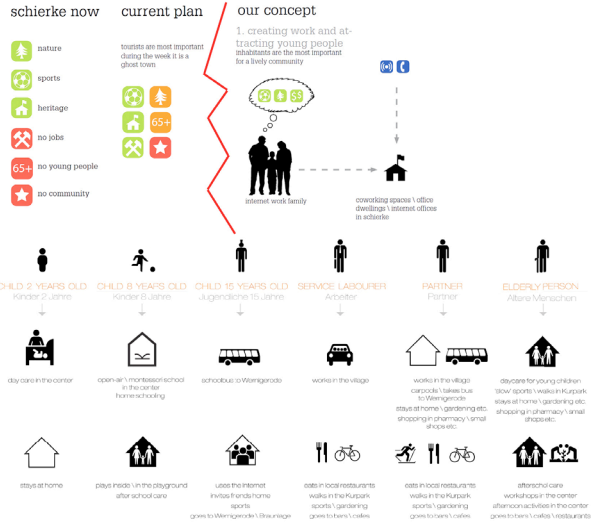 schierke now
nature
sports
heritage
no jobs
65+
no young people
no community
current plan
tourists are most important
during the week it is a
ghost town
65+
our concept
1. creating work and at-
tracting young people
inhabitants are the most important
for a lively community
$$
internet work family
coworking spaces \ office
dwellings \ internet offices
in schierke
CHILD 2 YEARS OLD
Kinder 2 Jahre
CHILD 8 YEARS OLD
Kinder 8 Jahre
CHILD 15 YEARS OLD
Jugendliche 15 Jahre
SERVICE LABOURER
Arbeiter
PARTNER
Partner
ELDERLY PERSON
Altere Menschen
day care in the center
open-air \ montessori school
in the center
home schooling
schoolbus to Wernigerode
works in the village
works in the village
carpools \ takes bus
to Wernigerode
stays at home \ gardening etc.
shopping in pharmacy \ small
shops etc.
daycare for young children
'slow' sports \ walks in Kurpark
stays at home \ gardening etc.
shopping in pharmacy \ small
shops etc.
stays at home
plays inside \ in the playground
after school care
uses the internet
invites friends home
sports
goes to Wernigerode \ Braunlage
eats in local restaurants
walks in the Kurpark
sports \ gardening
goes to bars \ cafes
eats in local restaurants
walks in the Kurpark
sports \ gardening
goes to bars \ cafes
afterschool care
workshops in the center
afternoon activities in the center
goes to bars \ cafes \ restaurants